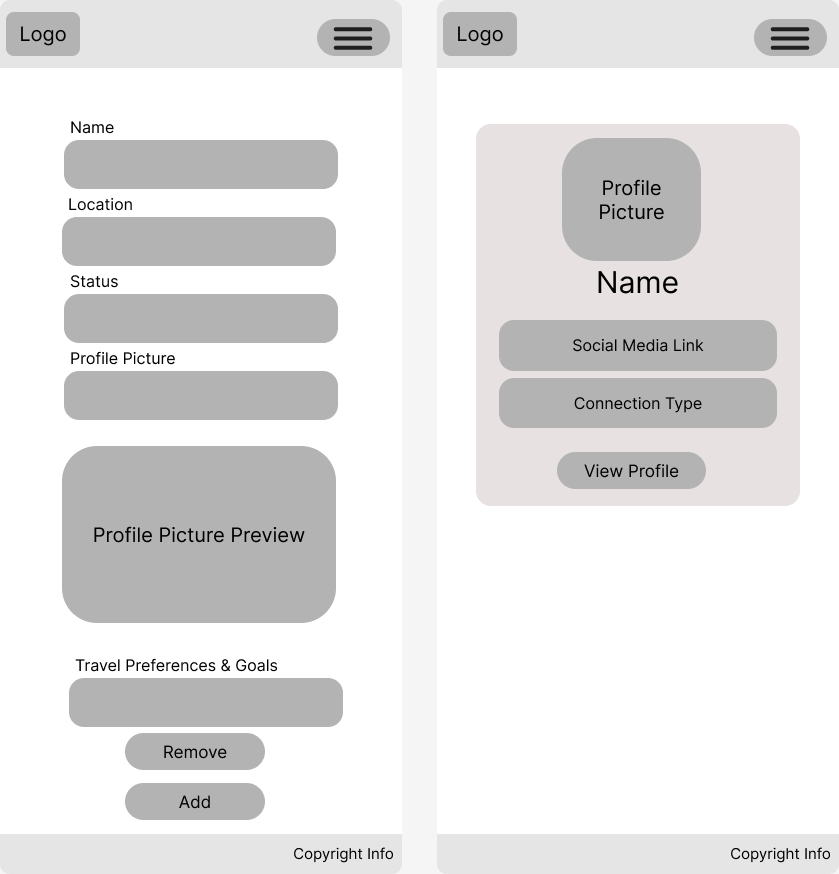 Logo
Name
Location
Status
Profile Picture
Profile Picture Preview
Travel Preferences & Goals
Remove
Add
Copyright Info
Logo
Profile
Picture
Name
Social Media Link
Connection Type
View Profile
Copyright Info